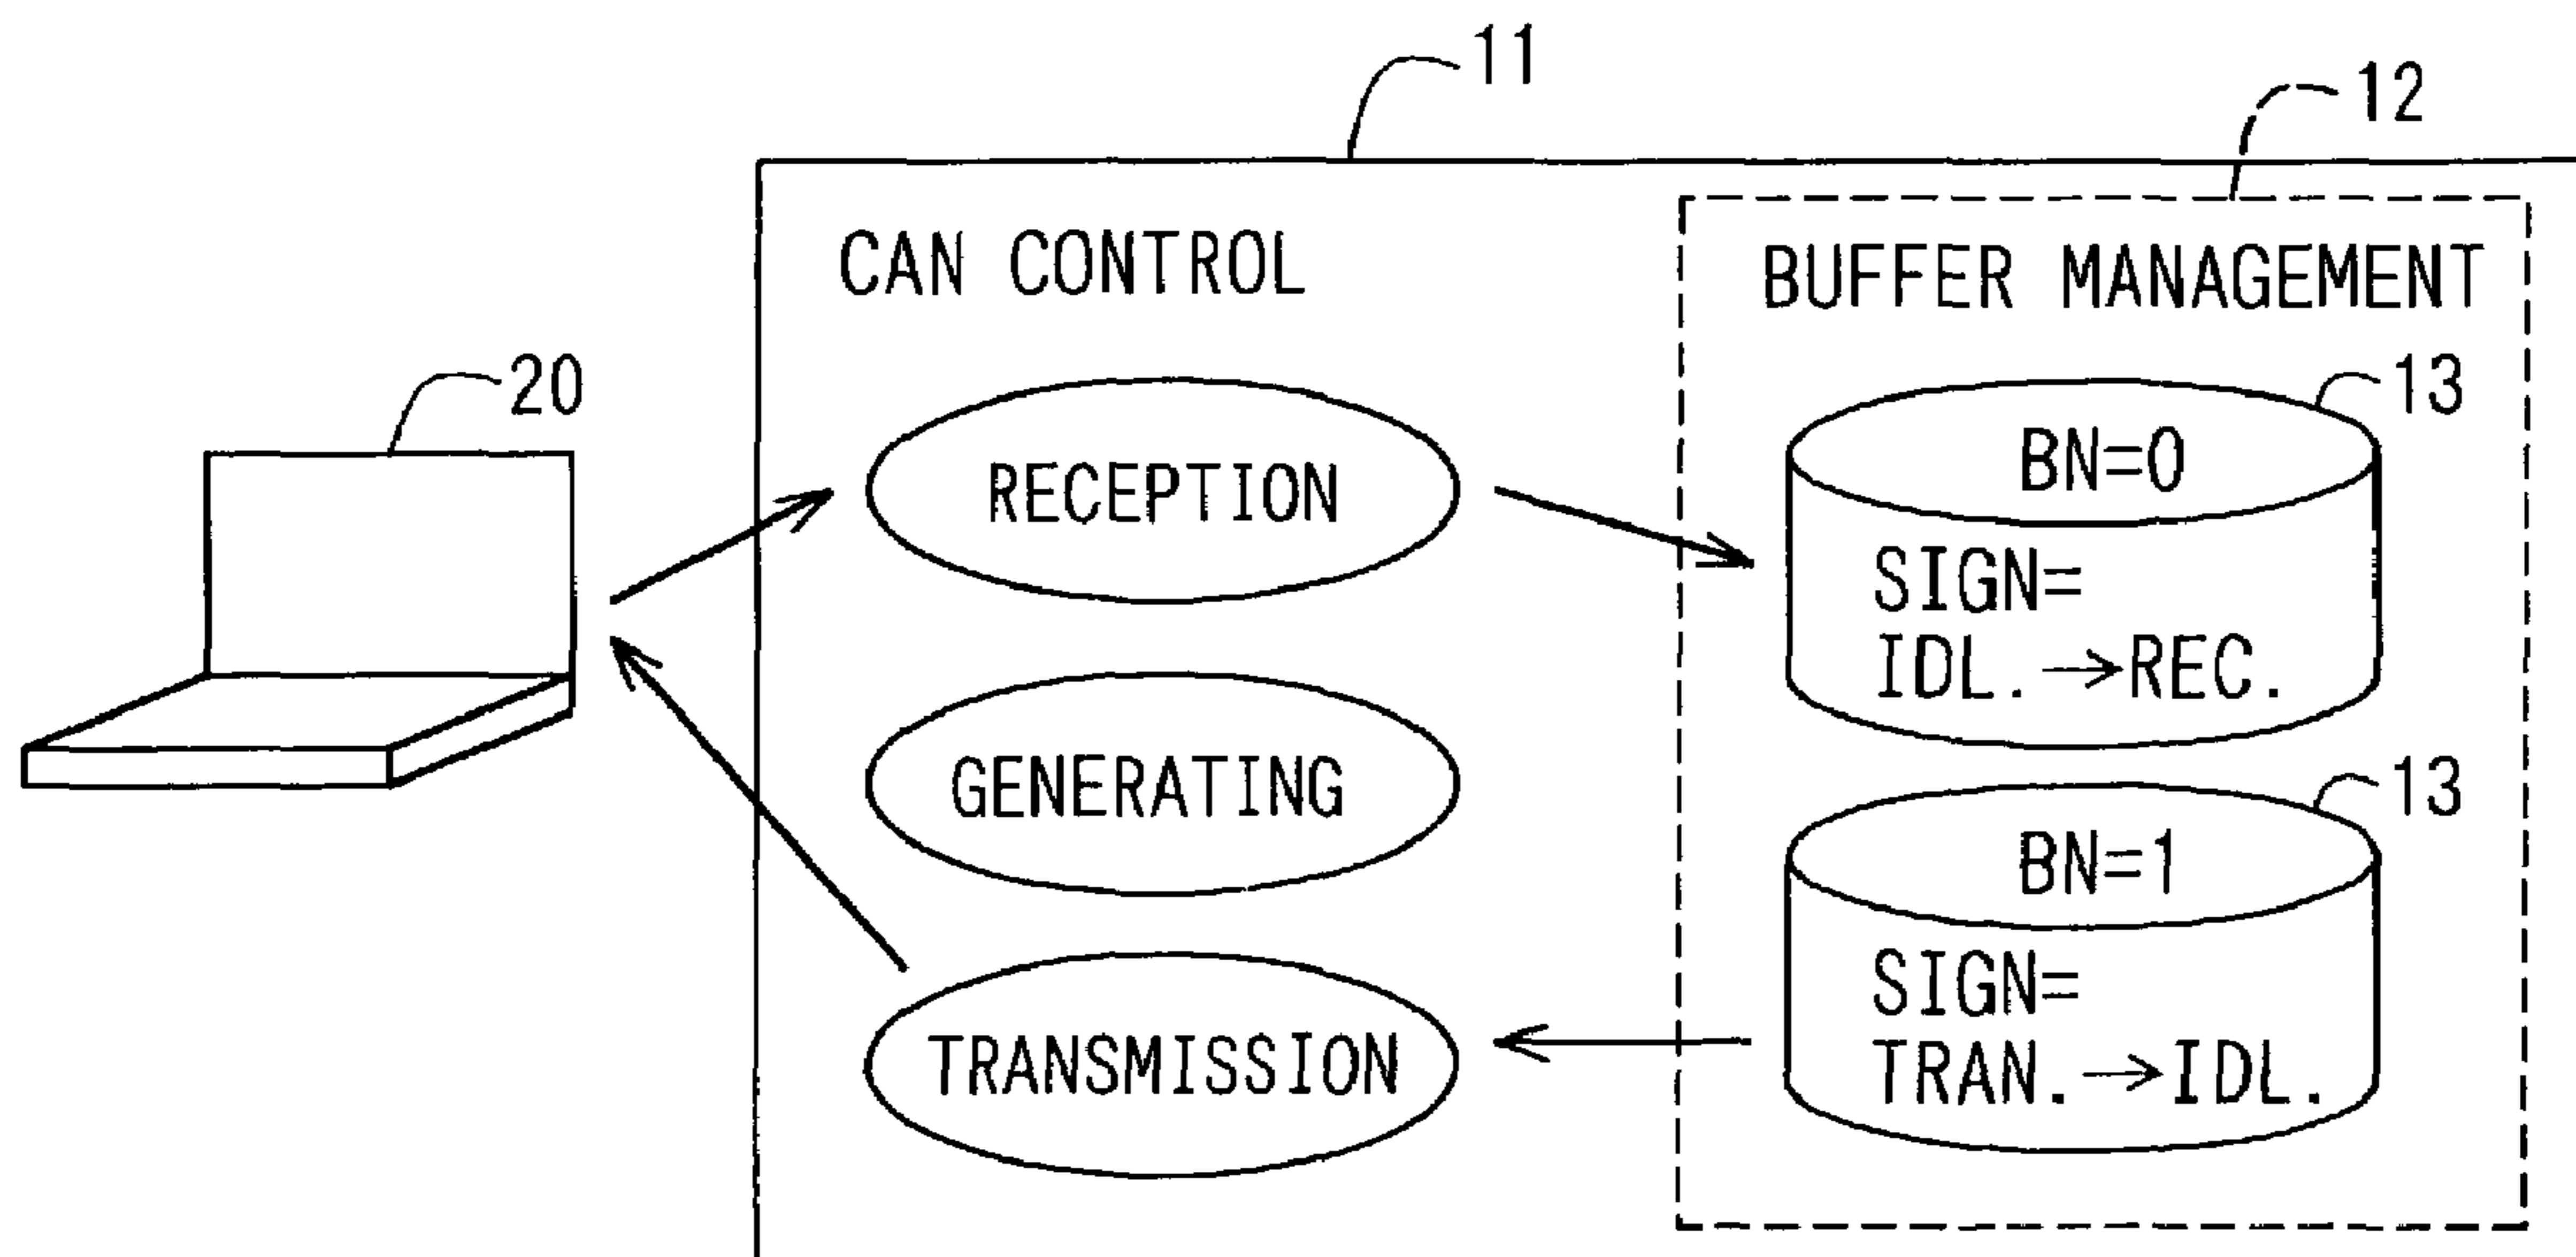 11
12
CAN CONTROL
BUFFER MANAGEMENT
20
13
BN=0
RECEPTION
SIGN=
IDL.→REC.
13
GENERATING
BN=1
SIGN=
TRANSMISSION
TRAN.→IDL.